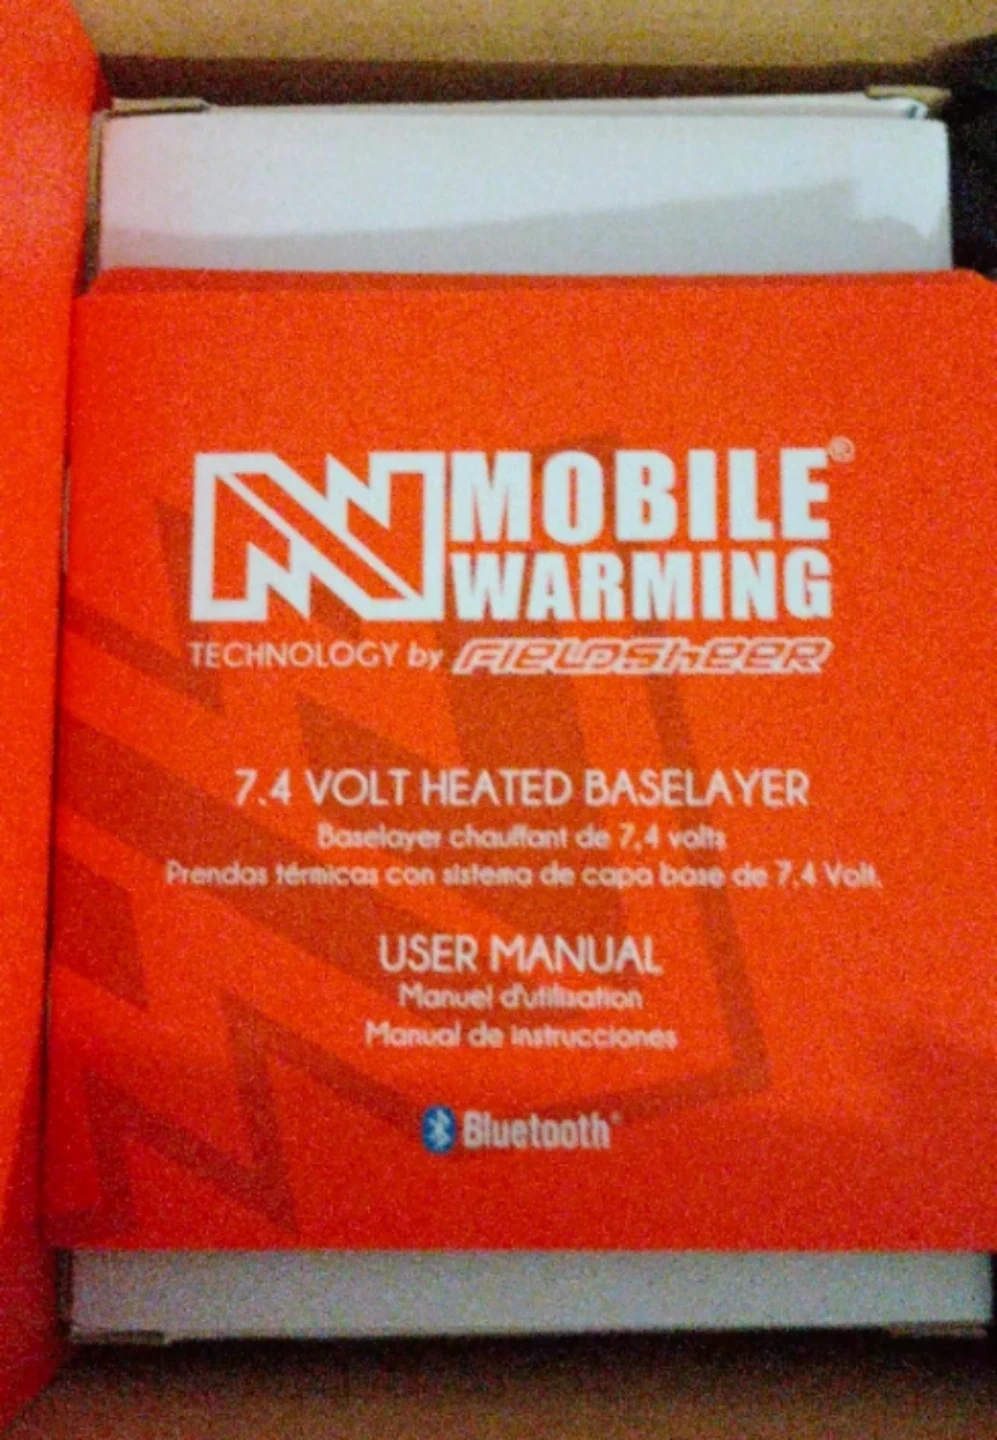 MOBILE®
WARMING
TECHNOLOGY by FIELDSHEER
7.4 VOLT HEATED BASELAYER
Baselayer chauffant de 7,4 volts
Prendas térmicas con sistema de capa base de 7.4 Volt.
USER MANUAL
Manuel d'utilisation
Manual de instrucciones
Bluetooth®